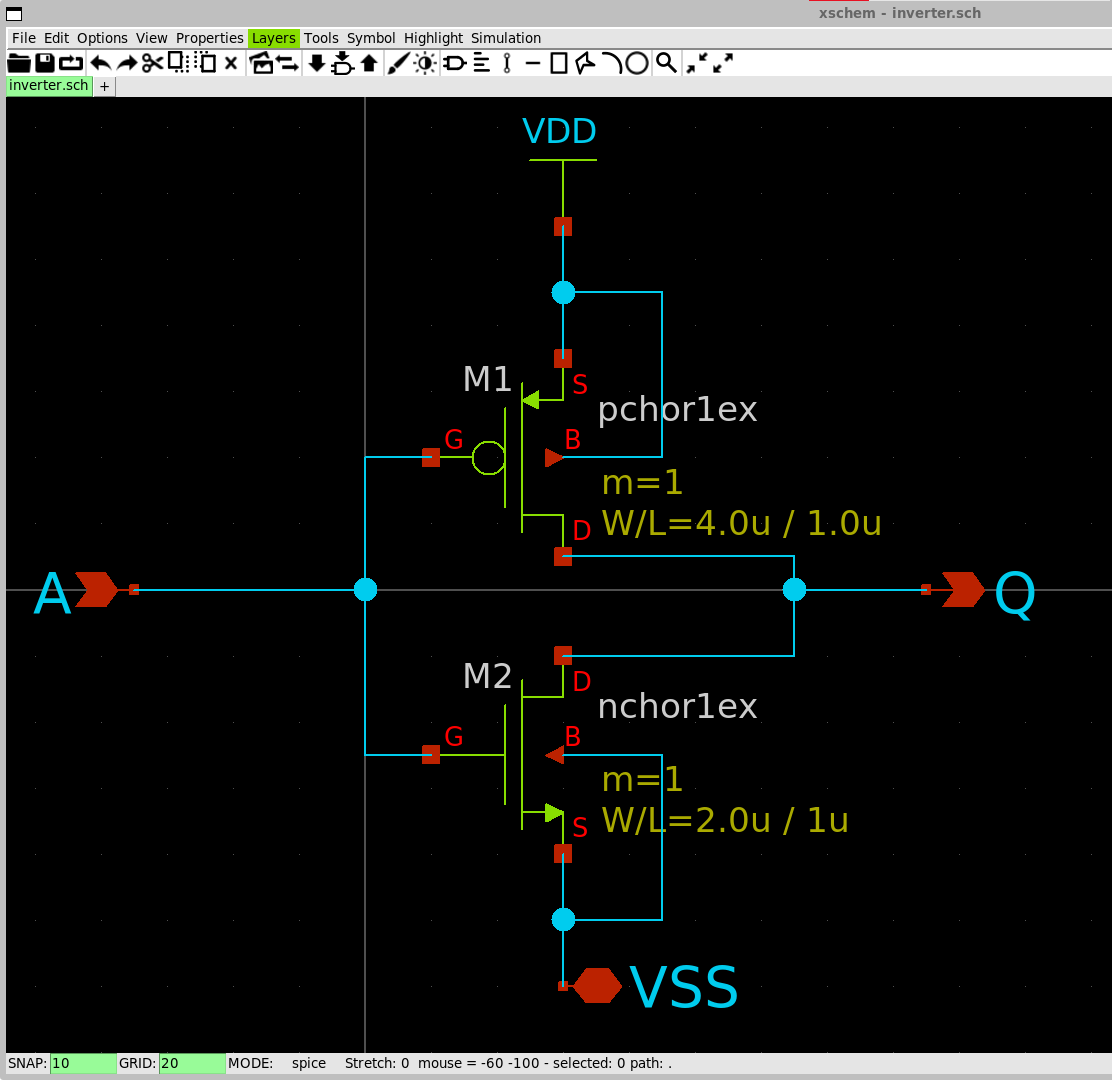 xschem - inverter.sch
File Edit Options View Properties Layers Tools Symbol Highlight Simulation
inverter.sch +
VDD
M1
S
pchor1ex
G
B
m=1
W/L=4.0u / 1.0u
D
A
Q
M2
D
nchor1ex
G
B
m=1
W/L=2.0u / 1u
S
VSS
SNAP: 10 GRID: 20 MODE: spice Stretch: 0 mouse = -60 -100 - selected: 0 path: .